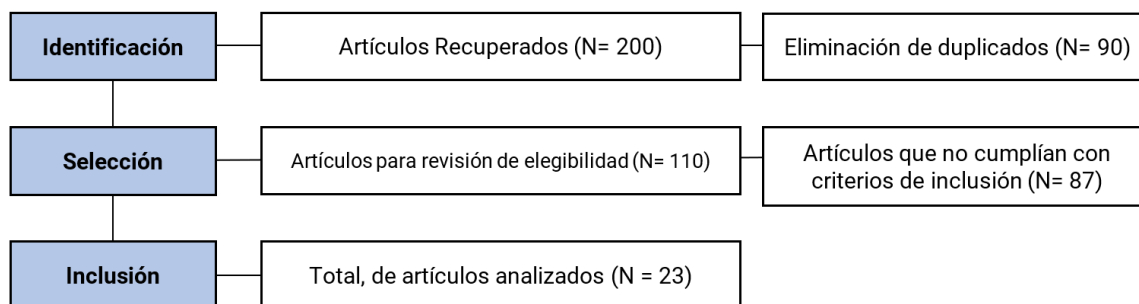 Identificación
Artículos Recuperados (N= 200)
Eliminación de duplicados (N= 90)
Selección
Artículos para revisión de elegibilidad (N= 110)
Artículos que no cumplían con
criterios de inclusión (N= 87)
Inclusión
Total, de artículos analizados (N = 23)